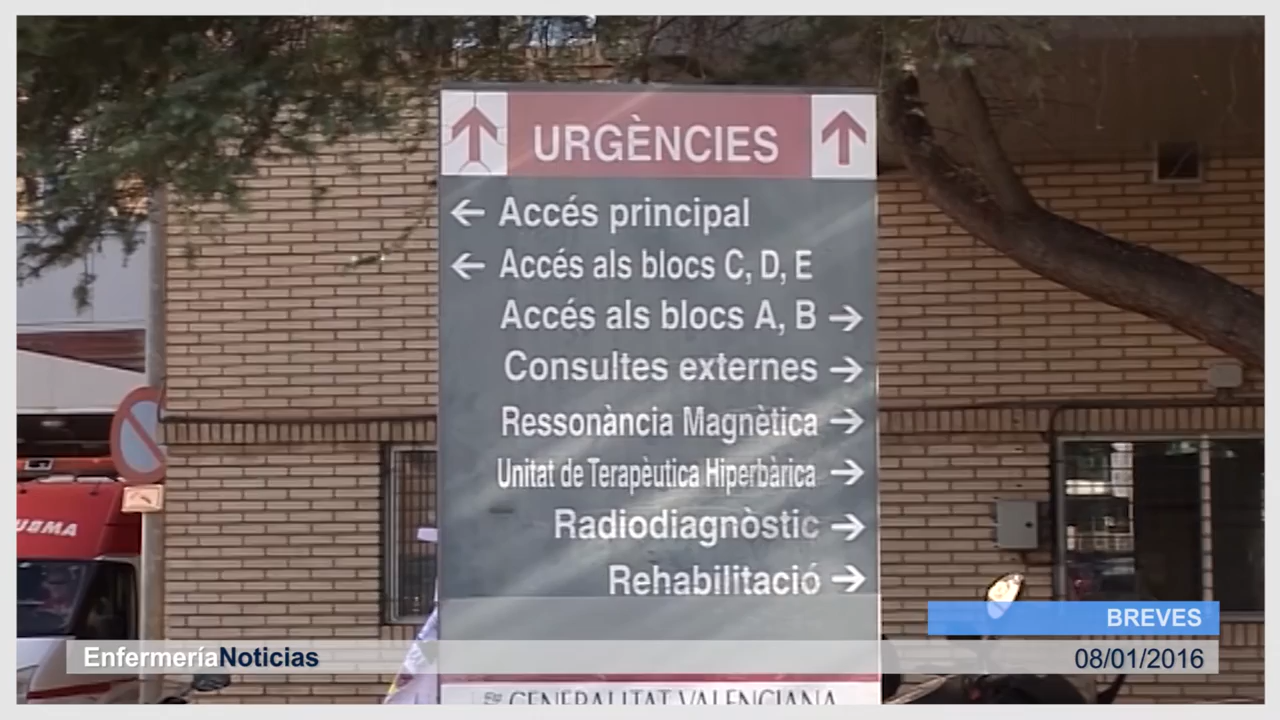 URGÈNCIES
← Accés principal
← Accés als blocs C, D, E
Accés als blocs A, B →
Consultes externes →
Ressonància Magnètica →
Unitat de Terapèutica Hiperbàrica →
Radiodiagnòstic →
Rehabilitació →
GENERALITAT VALENCIANA
BREVES
EnfermeríaNoticias
08/01/2016